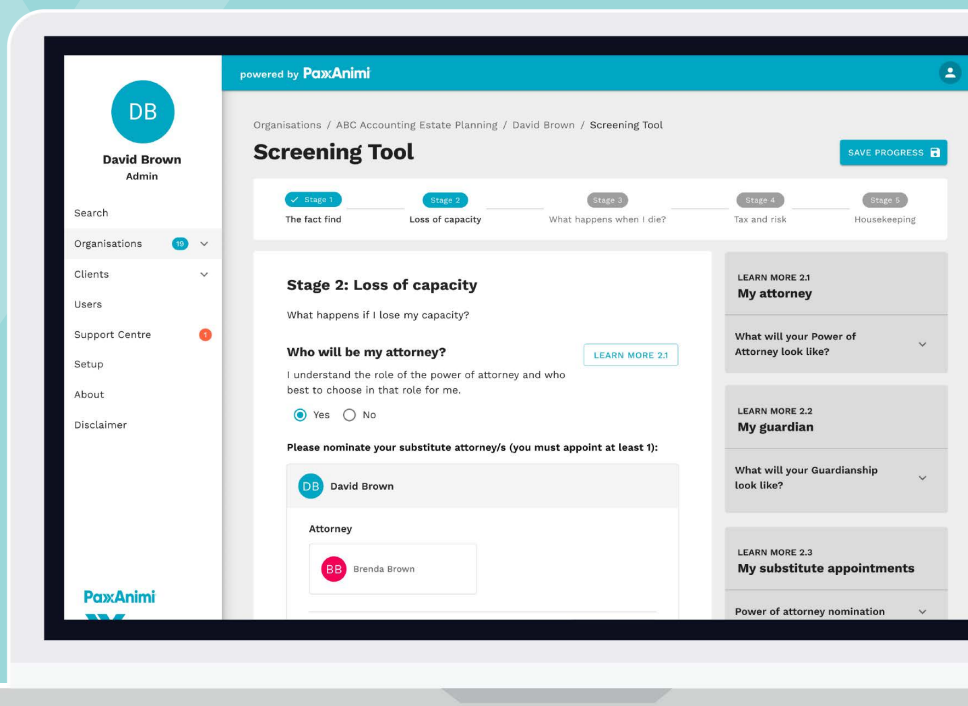 DB
David Brown
Admin
Search
Organisations 19
Clients
Users
Support Centre 1
Setup
About
Disclaimer
PaxAnimi
powered by PaxAnimi
Organisations / ABC Accounting Estate Planning / David Brown / Screening Tool
Screening Tool
SAVE PROGRESS
Stage 1
The fact find
Stage 2
Loss of capacity
Stage 3
What happens when I die?
Stage 4
Tax and risk
Stage 5
Housekeeping
Stage 2: Loss of capacity
What happens if I lose my capacity?
Who will be my attorney?
LEARN MORE 2.1
I understand the role of the power of attorney and who
best to choose in that role for me.
Yes No
Please nominate your substitute attorney/s (you must appoint at least 1):
DB David Brown
Attorney
BB Brenda Brown
LEARN MORE 2.1
My attorney
What will your Power of
Attorney look like?
LEARN MORE 2.2
My guardian
What will your Guardianship
look like?
LEARN MORE 2.3
My substitute appointments
Power of attorney nomination